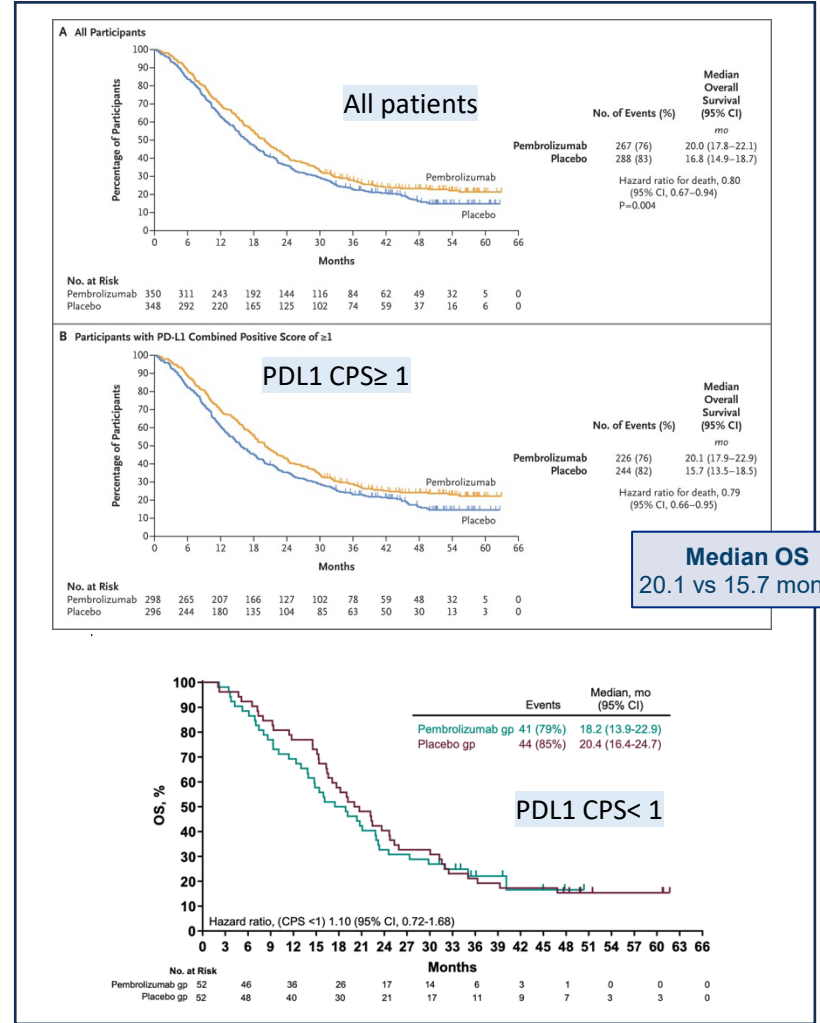 A All Participants
100
90
80
70
60
50
40
30
20
10
0
Percentage of Participants
All patients
No. of Events (%)
Median
Overall
Survival
(95% CI)
mo
Pembrolizumab 267 (76) 20.0 (17.8–22.1)
Placebo 288 (83) 16.8 (14.9–18.7)
Hazard ratio for death, 0.80
(95% CI, 0.67–0.94)
P=0.004
Pembrolizumab
Placebo
0 6 12 18 24 30 36 42 48 54 60 66
Months
No. at Risk
Pembrolizumab 350 311 243 192 144 116 84 62 49 32 5 0
Placebo 348 292 220 165 125 102 74 59 37 16 6 0
B Participants with PD-L1 Combined Positive Score of ≥1
100
90
80
70
60
50
40
30
20
10
0
Percentage of Participants
PDL1 CPS≥ 1
No. of Events (%)
Median
Overall
Survival
(95% CI)
mo
Pembrolizumab 226 (76) 20.1 (17.9–22.9)
Placebo 244 (82) 15.7 (13.5–18.5)
Hazard ratio for death, 0.79
(95% CI, 0.66–0.95)
Pembrolizumab
Placebo
0 6 12 18 24 30 36 42 48 54 60 66
Months
No. at Risk
Pembrolizumab 298 265 207 166 127 102 78 59 48 32 5 0
Placebo 296 244 180 135 104 85 63 50 30 13 3 0
Median OS
20.1 vs 15.7 mon
100
90
80
70
60
50
40
30
20
10
0
OS, %
Events Median, mo
(95% CI)
Pembrolizumab gp 41 (79%) 18.2 (13.9-22.9)
Placebo gp 44 (85%) 20.4 (16.4-24.7)
PDL1 CPS< 1
Hazard ratio, (CPS <1) 1.10 (95% CI, 0.72-1.68)
0 3 6 9 12 15 18 21 24 27 30 33 36 39 42 45 48 51 54 57 60 63 66
Months
No. at Risk
Pembrolizumab gp 52 46 36 26 17 14 6 3 1 0 0 0
Placebo gp 52 48 40 30 21 17 11 9 7 3 3 0